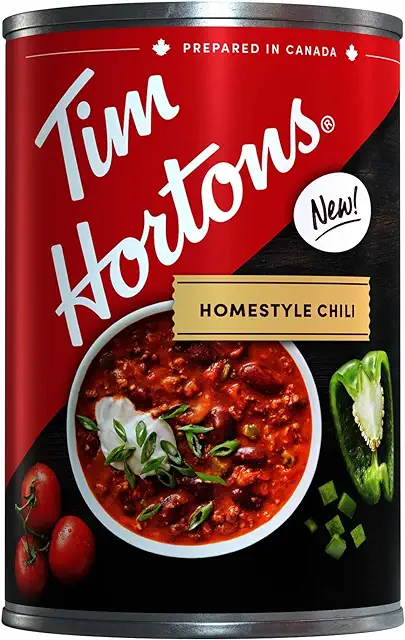 PREPARED IN CANADA
Tim
Hortons®
New!
HOMESTYLE CHILI